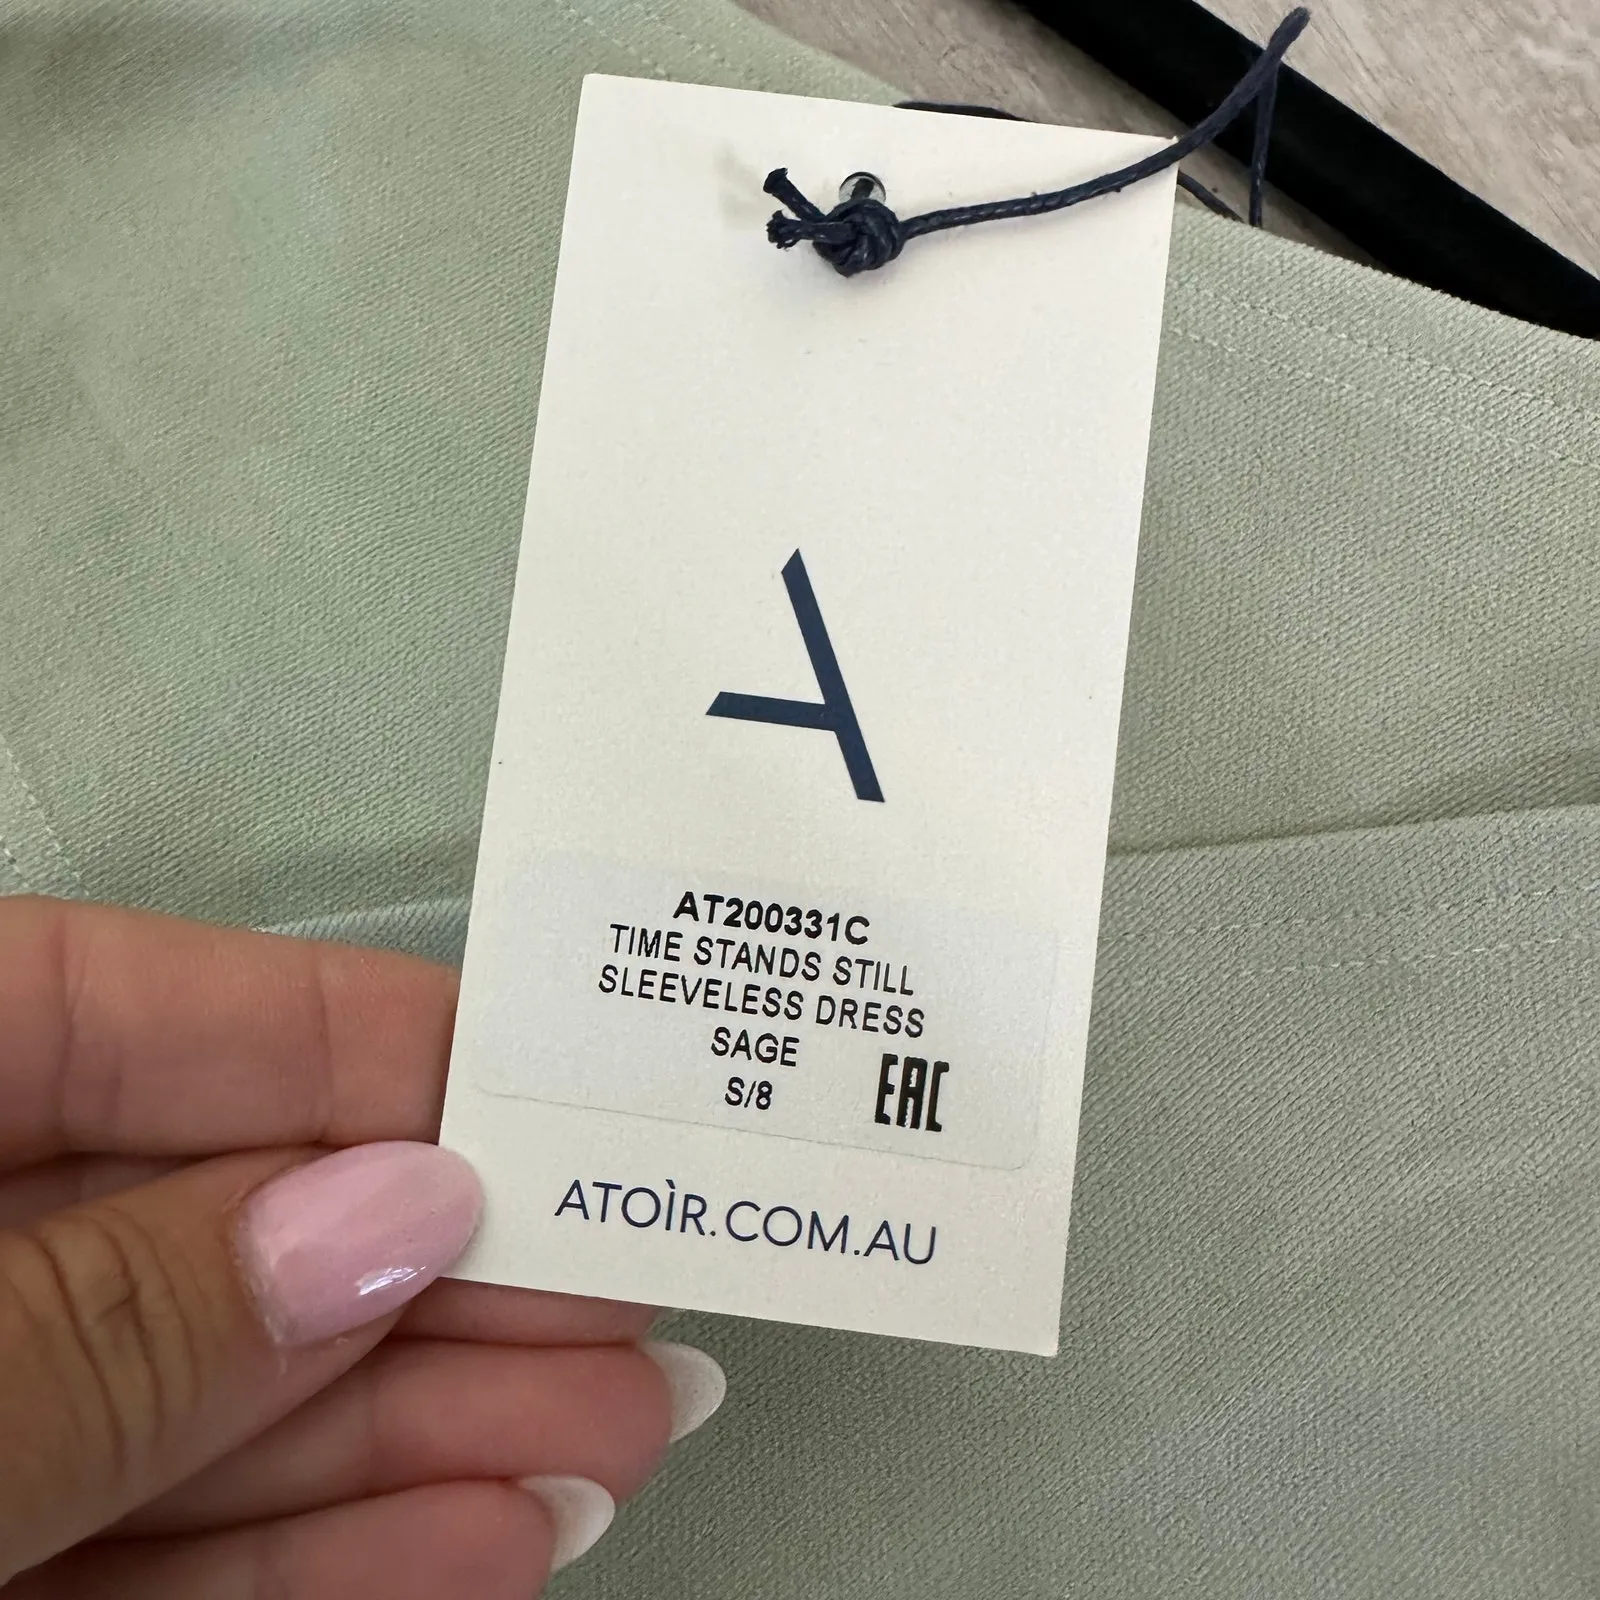 AT200331C
TIME STANDS STILL
SLEEVELESS DRESS
SAGE
S/8
EAC
ATOÌR.COM.AU